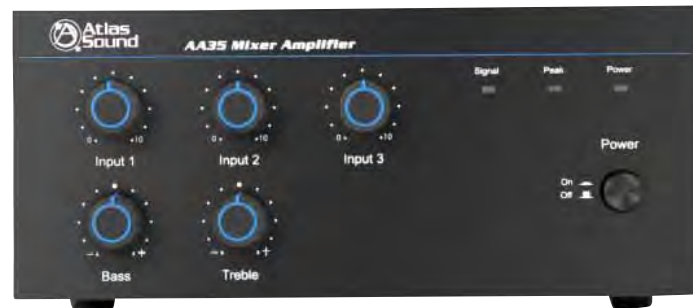 Atlas
Sound
AA35 Mixer Amplifier
Signal Peak Power
0 +10 0 +10 0 +10
Input 1 Input 2 Input 3
Power
On
Off
- + - +
Bass Treble